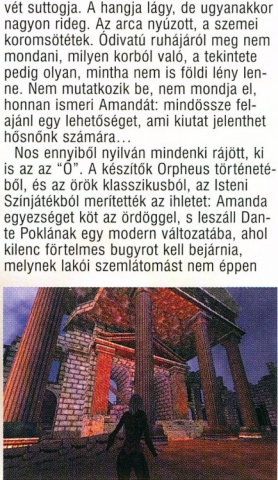 vét suttogja. A hangja lágy, de ugyanakkor
nagyon rideg. Az arca nyúzott, a szemei
koromsötétek. Ódivatú ruhájáról meg nem
mondani, milyen korból való, a tekintete
pedig olyan, mintha nem is földi lény len-
ne. Nem mutatkozik be, nem mondja el,
honnan ismeri Amandát: mindössze fel-
ajánl egy lehetőséget, ami kiutat jelenthet
hősnőnk számára...
Nos ennyiből nyilván mindenki rájött, ki
is az az "Ő". A készítők Orpheus történeté-
ből, és az örök klasszikusból, az Isteni
Színjátékból merítették az ihletet: Amanda
egyezséget köt az ördöggel, s leszáll Dan-
te Poklának egy modern változatába, ahol
kilenc förtelmes bugyrot kell bejárnia,
melynek lakói szemlátomást nem éppen